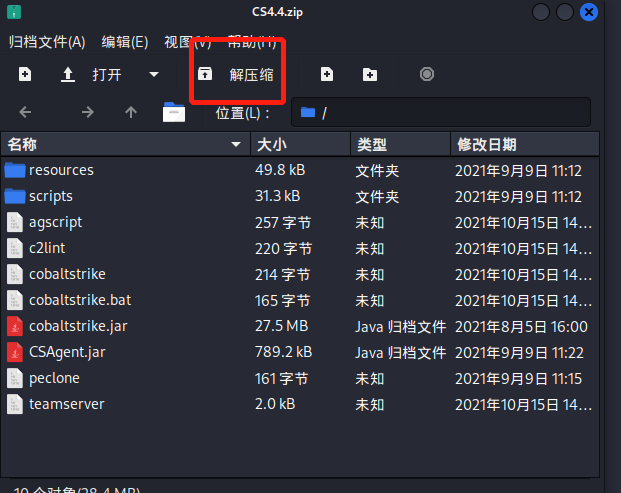 CS4.4.zip
归档文件(A) 编辑(E) 视图(V) 帮助(H)
打开 解压缩
位置(L): /
名称 大小 类型 修改日期
resources 49.8 kB 文件夹 2021年9月9日 11:12
scripts 31.3 kB 文件夹 2021年9月9日 11:12
agscript 257 字节 未知 2021年10月15日 14...
c2lint 220 字节 未知 2021年10月15日 14...
cobaltstrike 214 字节 未知 2021年10月15日 14...
cobaltstrike.bat 165 字节 未知 2021年10月15日 14...
cobaltstrike.jar 27.5 MB Java 归档文件 2021年8月5日 16:00
CSAgent.jar 789.2 kB Java 归档文件 2021年9月9日 11:22
peclone 161 字节 未知 2021年9月9日 11:15
teamserver 2.0 kB 未知 2021年10月15日 14...
10 个对象(28.4 MB)